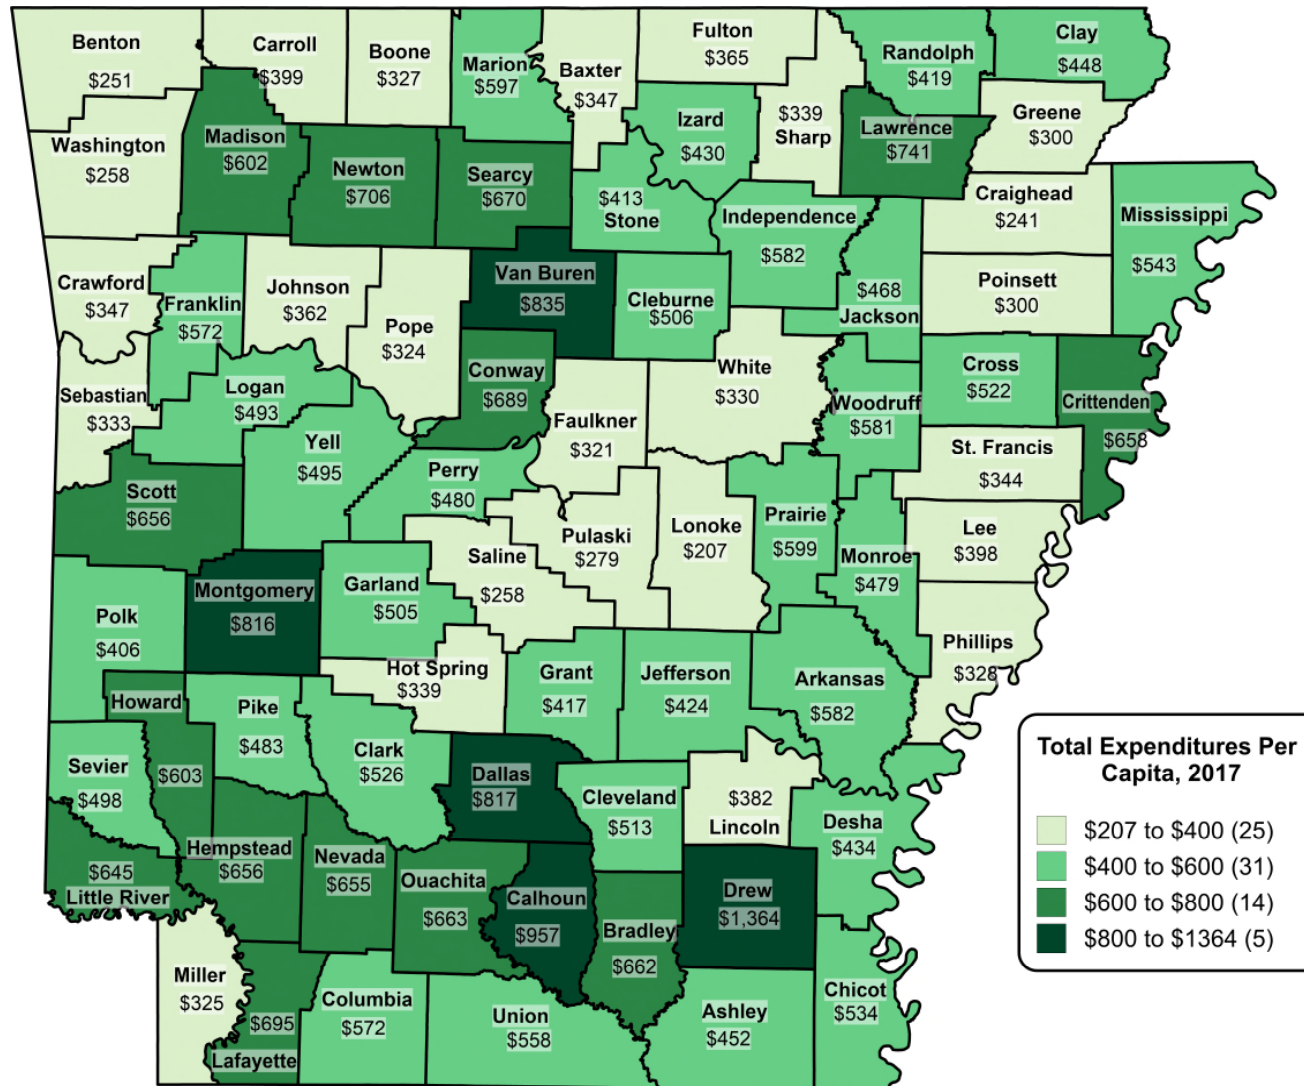 Benton
$251
Carroll
$399
Boone
$327
Marion
$597
Baxter
$347
Fulton
$365
Randolph
$419
Clay
$448
Washington
$258
Madison
$602
Newton
$706
Searcy
$670
$413
Stone
Izard
$430
$339
Sharp
Lawrence
$741
Greene
$300
Craighead
$241
Mississippi
$543
Independence
$582
$468
Jackson
Poinsett
$300
Crawford
$347
Franklin
$572
Johnson
$362
Pope
$324
Van Buren
$835
Cleburne
$506
Conway
$689
White
$330
Woodruff
$581
Cross
$522
Crittenden
$658
Sebastian
$333
Logan
$493
Yell
$495
Perry
$480
Faulkner
$321
St. Francis
$344
Scott
$656
Saline
$258
Pulaski
$279
Lonoke
$207
Prairie
$599
Monroe
$479
Lee
$398
Polk
$406
Montgomery
$816
Garland
$505
Hot Spring
$339
Grant
$417
Jefferson
$424
Arkansas
$582
Phillips
$328
Howard
$603
Pike
$483
Clark
$526
Dallas
$817
Cleveland
$513
$382
Lincoln
Desha
$434
Sevier
$498
$645
Little River
Hempstead
$656
Nevada
$655
Ouachita
$663
Calhoun
$957
Bradley
$662
Drew
$1,364
Miller
$325
$695
Lafayette
Columbia
$572
Union
$558
Ashley
$452
Chicot
$534
Total Expenditures Per
Capita, 2017
$207 to $400 (25)
$400 to $600 (31)
$600 to $800 (14)
$800 to $1364 (5)